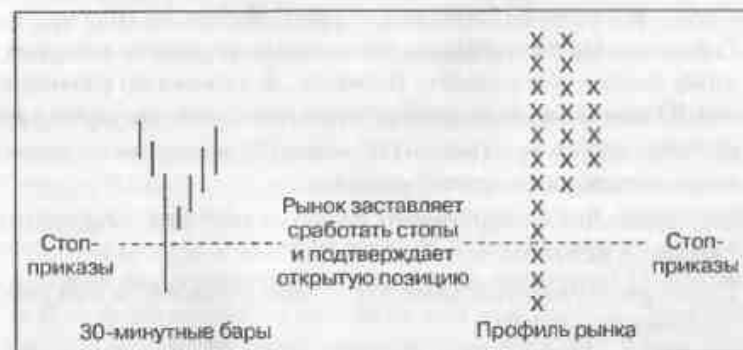 Рынок заставляет
сработать стопы
и подтверждает
открытую позицию
Стоп-
приказы
Стоп-
приказы
30-минутные бары
Профиль рынка